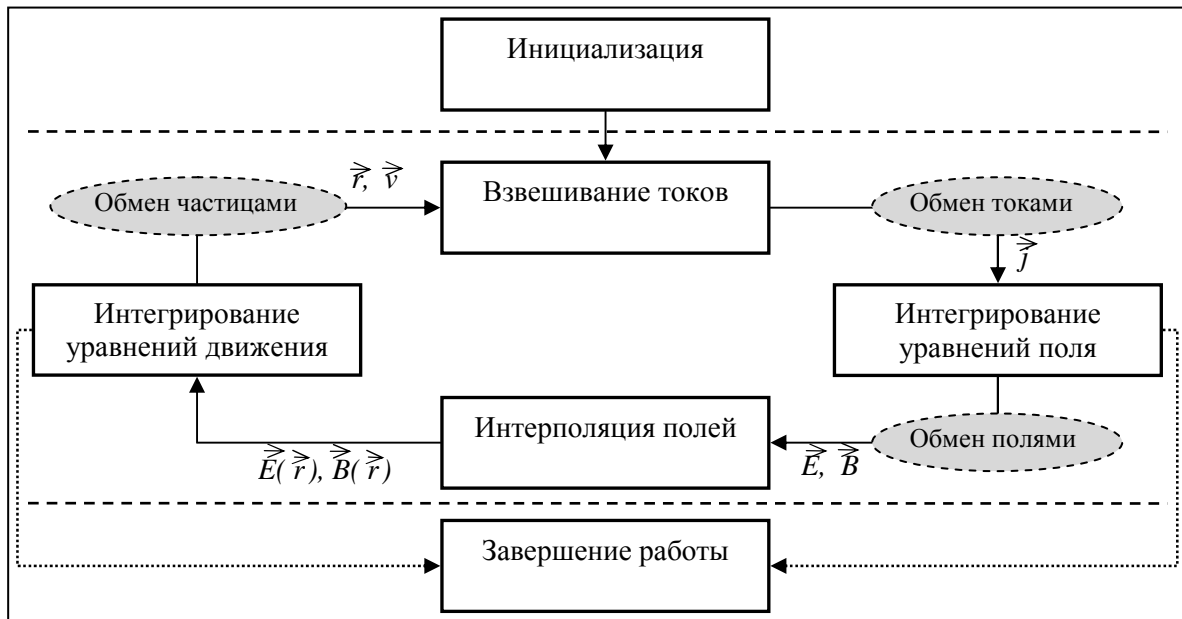 Инициализация
Обмен частицами
r⃗, v⃗
Взвешивание токов
Обмен токами
j⃗
Интегрирование
уравнений движения
Интегрирование
уравнений поля
E⃗(r⃗), B⃗(r⃗)
Интерполяция полей
E⃗, B⃗
Обмен полями
Завершение работы